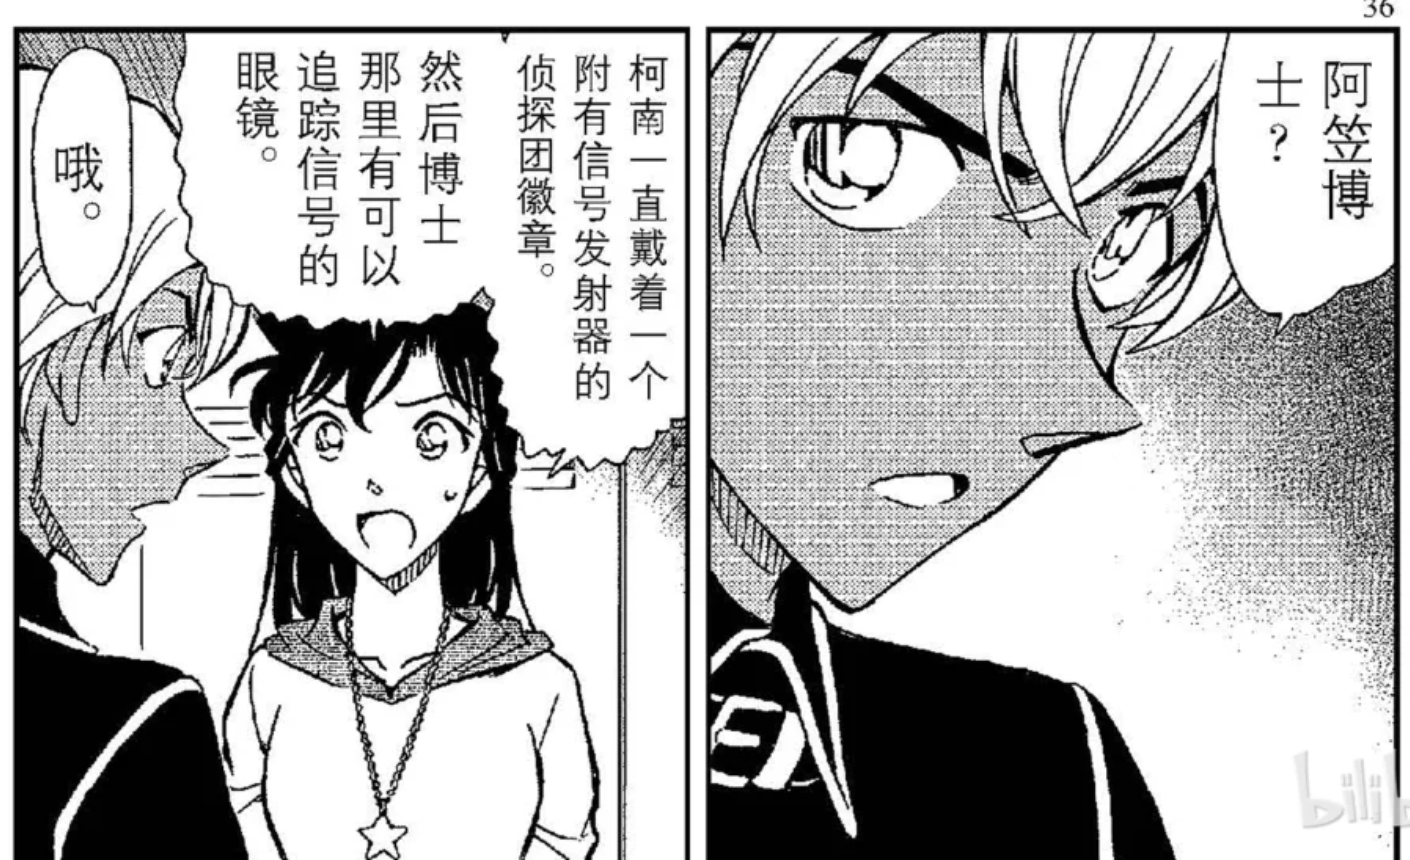 36
阿笠博
士？
柯南一直戴着一个
附有信号发射器的
侦探团徽章。
然后博士
那里有可以
追踪信号的
眼镜。
哦。
bilib